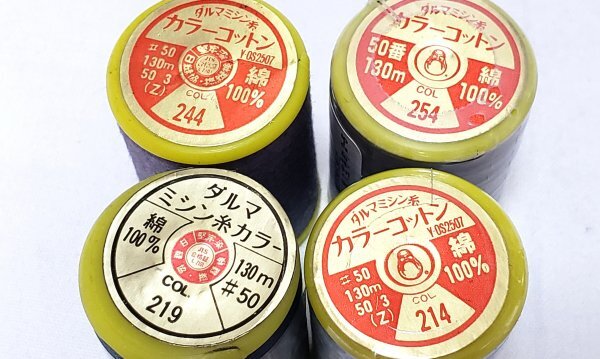 ダルマミシン糸
カラーコットン
Y-OS2507
#50
130m
50/3
(Z)
綿
100%
COL
244
ダルマミシン糸
カラーコットン
50番
130m
綿
100%
COL
254
ダルマ
ミシン糸カラー
綿
100%
130m
#50
COL
219
ダルマミシン糸
カラーコットン
Y-OS2507
#50
130m
50/3
(Z)
綿
100%
COL
214